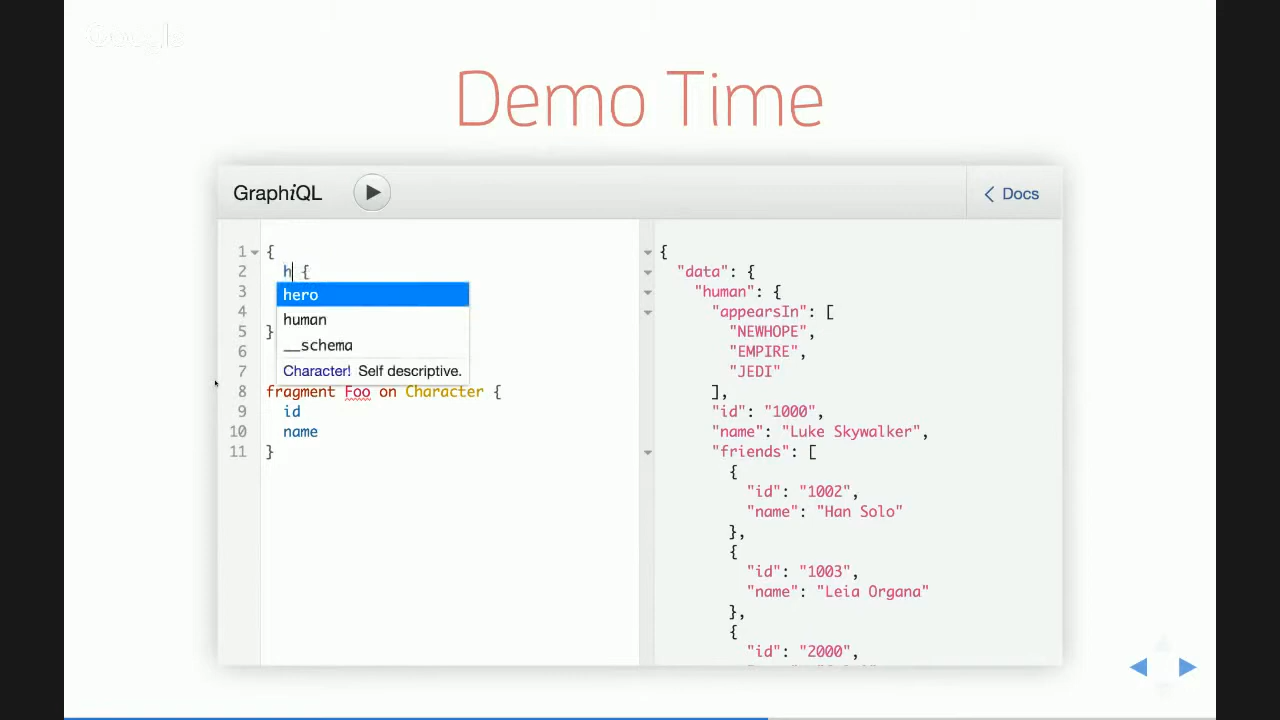 Google
Demo Time
GraphiQL
Docs
1 {
2 h {
3
4
5 }
6
7
hero
human
__schema
Character! Self descriptive.
8 fragment Foo on Character {
9 id
10 name
11 }
{
"data": {
"human": {
"appearsIn": [
"NEWHOPE",
"EMPIRE",
"JEDI"
],
"id": "1000",
"name": "Luke Skywalker",
"friends": [
{
"id": "1002",
"name": "Han Solo"
},
{
"id": "1003",
"name": "Leia Organa"
},
{
"id": "2000",